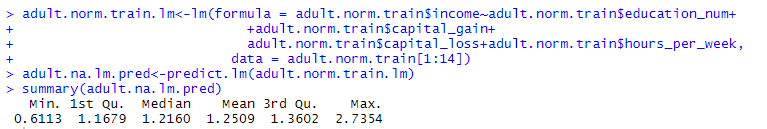 > adult.norm.train.lm<-lm(formula = adult.norm.train$income~adult.norm.train$education_num+
+ +adult.norm.train$capital_gain+
+ adult.norm.train$capital_loss+adult.norm.train$hours_per_week,
+ data = adult.norm.train[1:14])
> adult.na.lm.pred<-predict.lm(adult.norm.train.lm)
> summary(adult.na.lm.pred)
Min. 1st Qu. Median Mean 3rd Qu. Max.
0.6113 1.1679 1.2160 1.2509 1.3602 2.7354